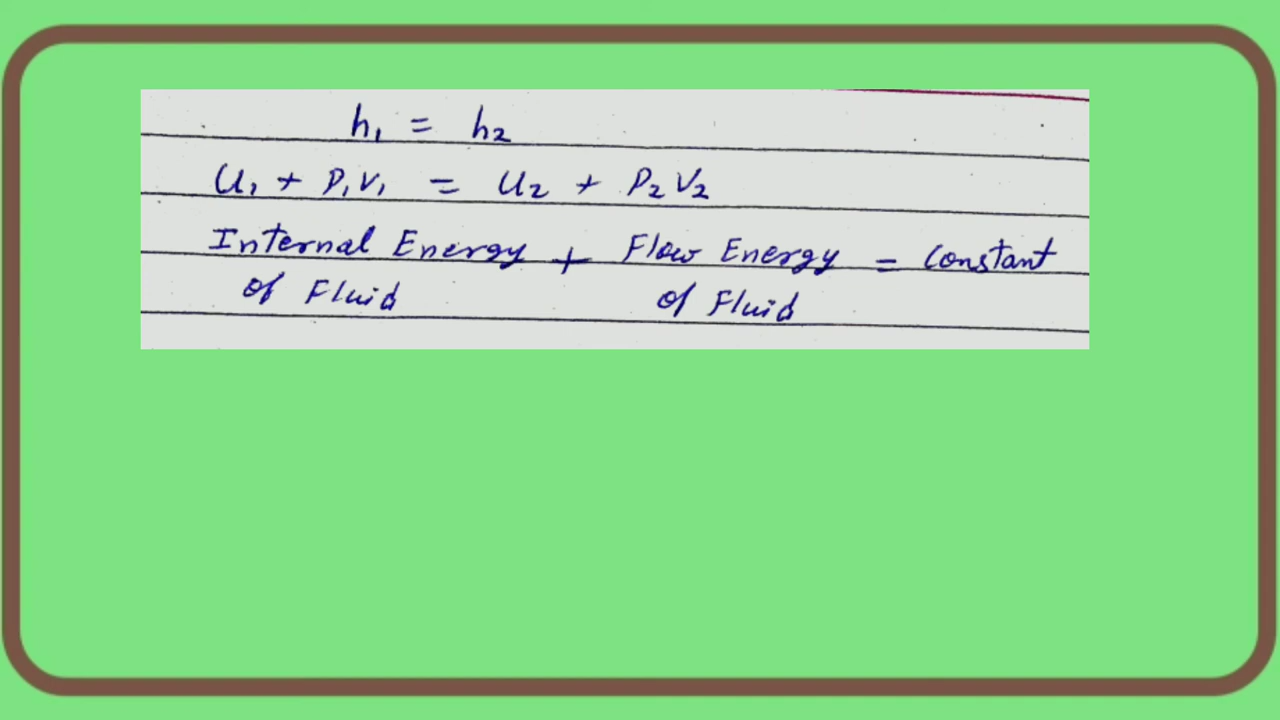 h₁ = h₂
U₁ + P₁V₁ = U₂ + P₂V₂
Internal Energy + Flow Energy = Constant
of Fluid of Fluid